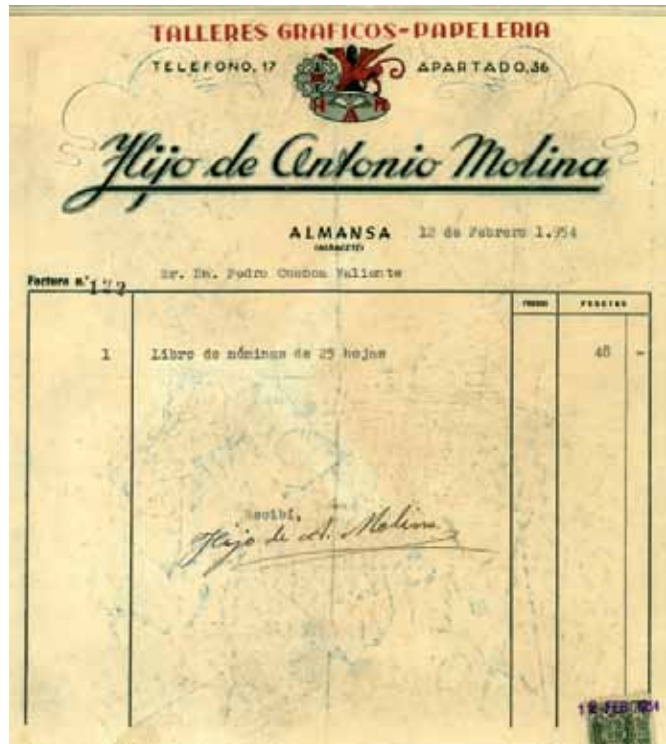 TALLERES GRAFICOS-PAPELERIA
TELEFONO, 17 APARTADO, 36
H A M
Hijo de Antonio Molina
ALMANSA 12 de Febrero 1.954
(ALBACETE)
Factura n.º 122 Sr. Dn. Pedro Cuenca Valiente
PRECIO PESETAS
1 Libro de nóminas de 25 hojas 48 -
Recibí,
Hijo de A. Molina
12 FEB 1954